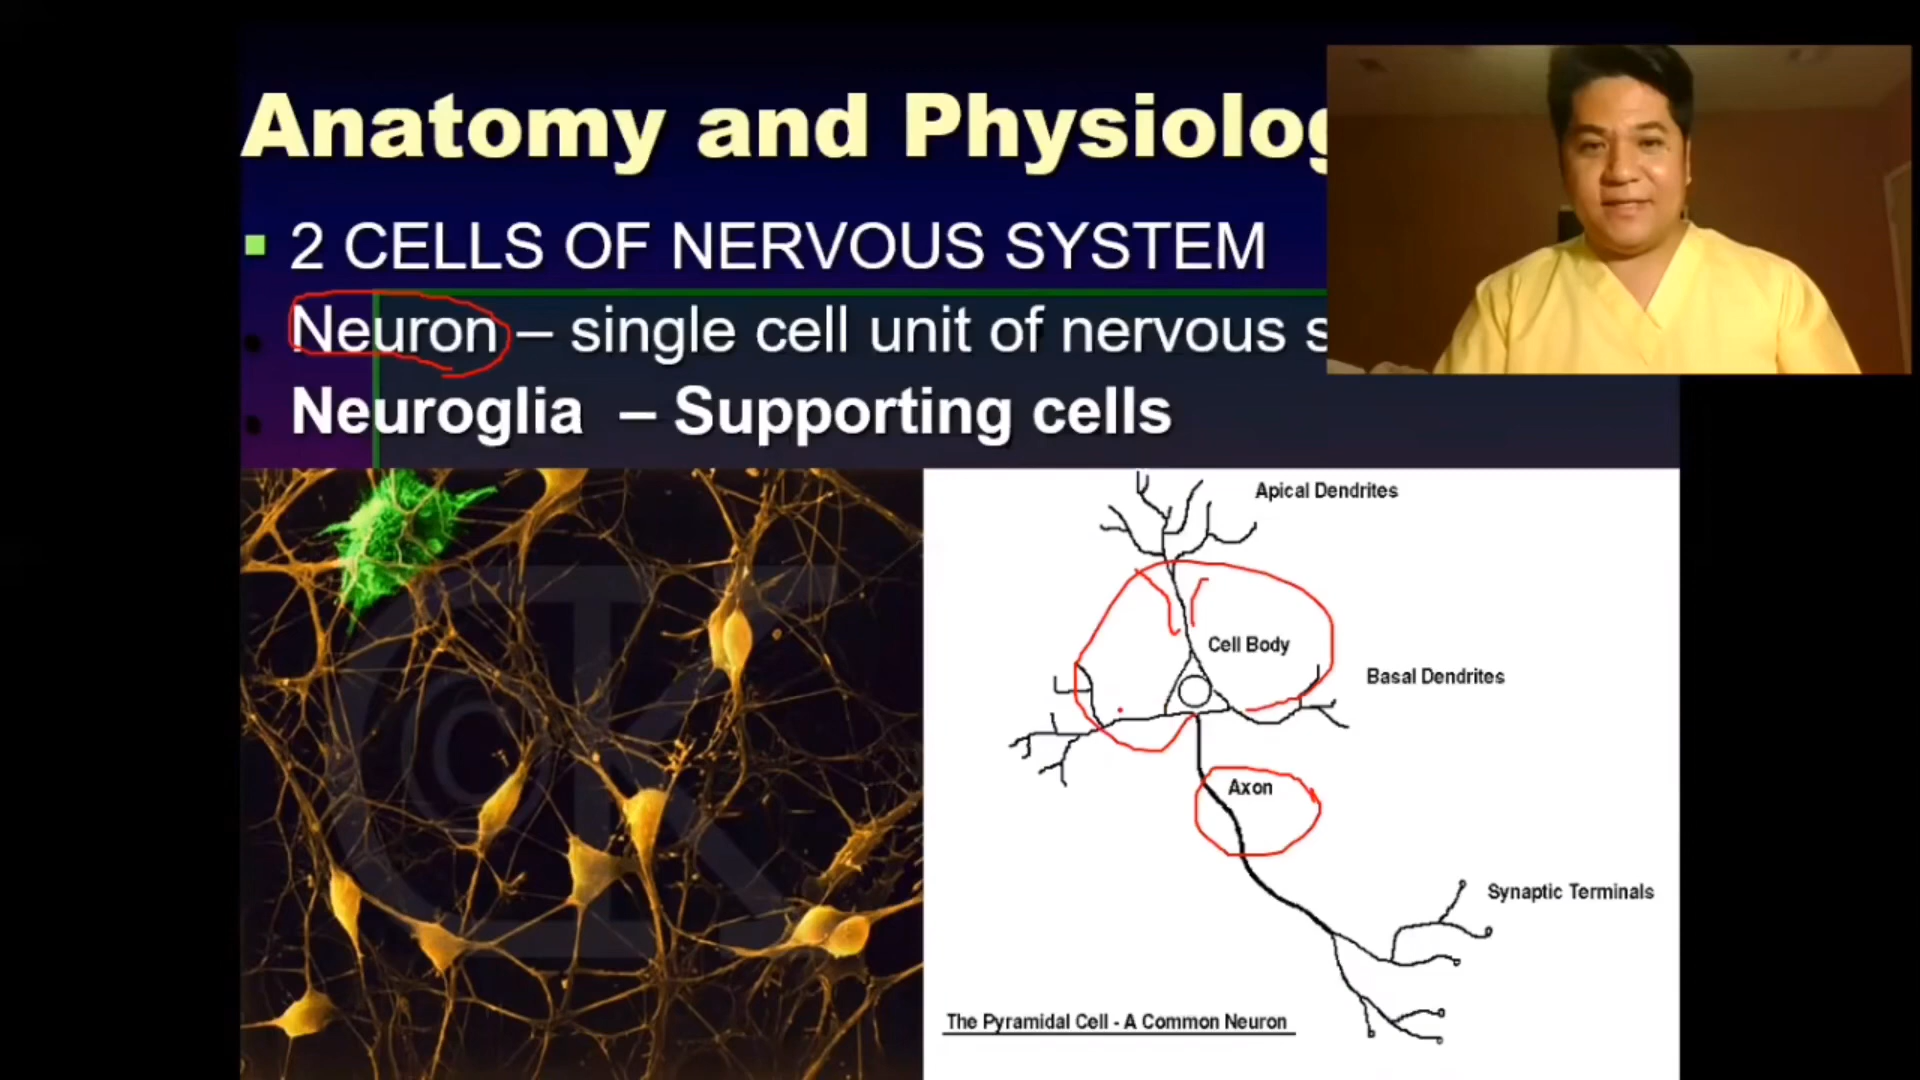 Anatomy and Physiolog
2 CELLS OF NERVOUS SYSTEM
Neuron – single cell unit of nervous s
Neuroglia – Supporting cells
Apical Dendrites
Cell Body
Basal Dendrites
Axon
Synaptic Terminals
The Pyramidal Cell - A Common Neuron